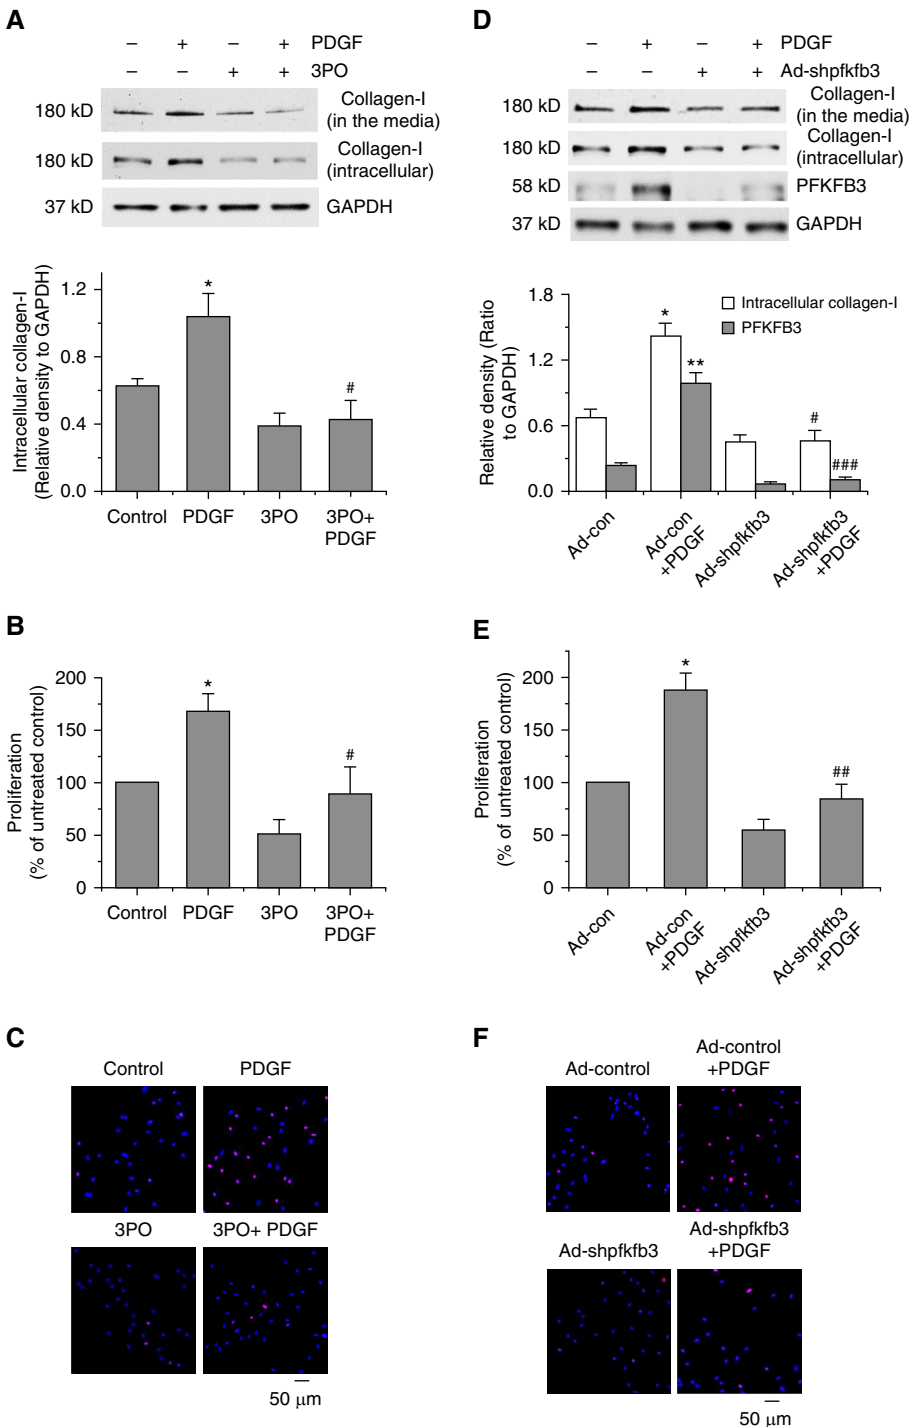 A
− + − + PDGF
− − + + 3PO
180 kD
Collagen-I
(in the media)
180 kD
Collagen-I
(intracellular)
37 kD
GAPDH
Intracellular collagen-I
(Relative density to GAPDH)
1.2
0.8
0.4
0.0
*
#
Control PDGF 3PO 3PO+
PDGF
B
Proliferation
(% of untreated control)
200
150
100
50
0
*
#
Control PDGF 3PO 3PO+
PDGF
C
Control PDGF
3PO 3PO+ PDGF
50 μm
D
− + − + PDGF
− − + + Ad-shpfkfb3
180 kD
Collagen-I
(in the media)
180 kD
Collagen-I
(intracellular)
58 kD
PFKFB3
37 kD
GAPDH
Relative density (Ratio
to GAPDH)
1.8
1.2
0.6
0.0
Intracellular collagen-I
PFKFB3
*
**
#
###
Ad-con
Ad-con
+PDGF
Ad-shpfkfb3
Ad-shpfkfb3
+PDGF
E
Proliferation
(% of untreated control)
200
150
100
50
0
*
##
Ad-con
Ad-con
+PDGF
Ad-shpfkfb3
Ad-shpfkfb3
+PDGF
F
Ad-control
Ad-control
+PDGF
Ad-shpfkfb3
Ad-shpfkfb3
+PDGF
50 μm